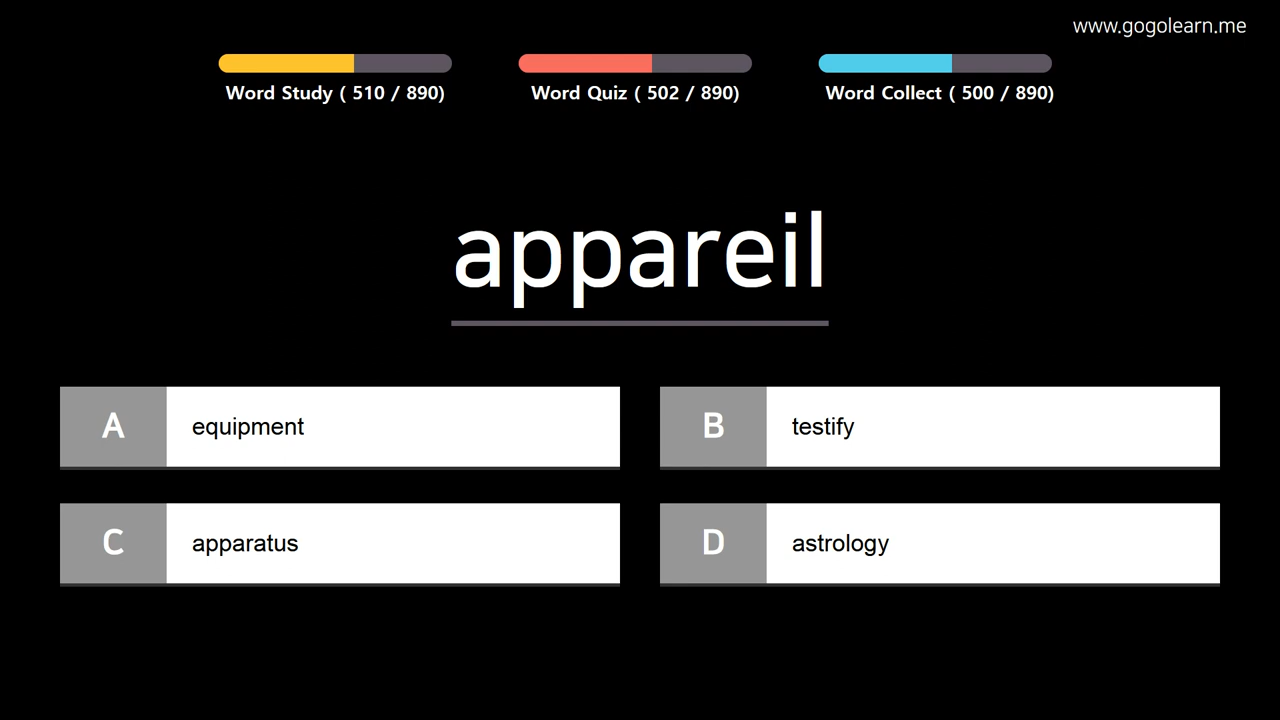 www.gogolearn.me
Word Study ( 510 / 890)
Word Quiz ( 502 / 890)
Word Collect ( 500 / 890)
appareil
A equipment
B testify
C apparatus
D astrology